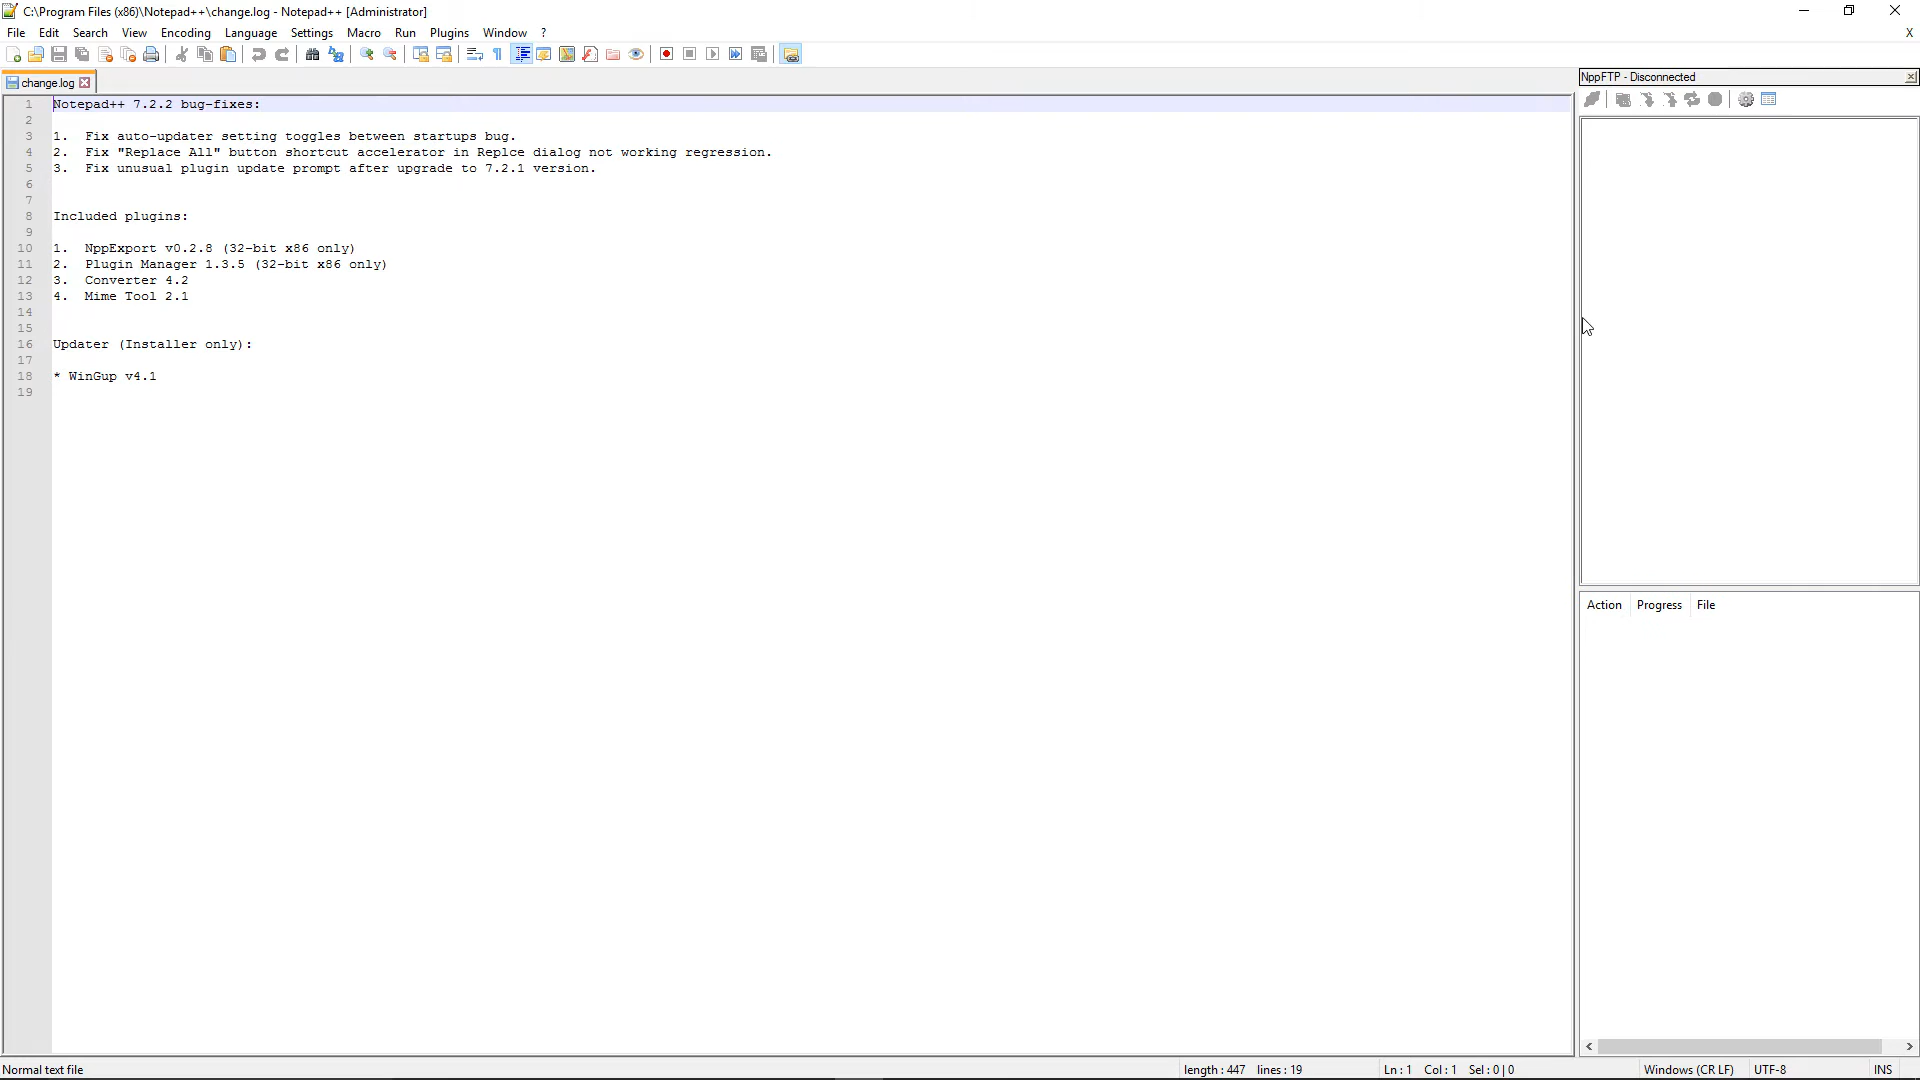 C:\Program Files (x86)\Notepad++\change.log - Notepad++ [Administrator]
File Edit Search View Encoding Language Settings Macro Run Plugins Window ? X
change.log
NppFTP - Disconnected
1 Notepad++ 7.2.2 bug-fixes:
2
3 1. Fix auto-updater setting toggles between startups bug.
4 2. Fix "Replace All" button shortcut accelerator in Replce dialog not working regression.
5 3. Fix unusual plugin update prompt after upgrade to 7.2.1 version.
6
7
8 Included plugins:
9
10 1. NppExport v0.2.8 (32-bit x86 only)
11 2. Plugin Manager 1.3.5 (32-bit x86 only)
12 3. Converter 4.2
13 4. Mime Tool 2.1
14
15
16 Updater (Installer only):
17
18 * WinGup v4.1
19
Action Progress File
Normal text file length : 447 lines : 19 Ln : 1 Col : 1 Sel : 0 | 0 Windows (CR LF) UTF-8 INS